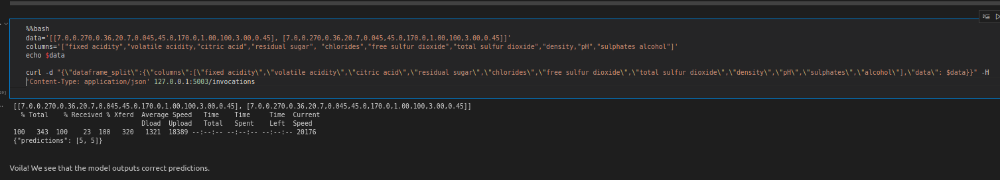 %%bash
data='[[7.0,0.270,0.36,20.7,0.045,45.0,170.0,1.00,100,3.00,0.45], [7.0,0.270,0.36,20.7,0.045,45.0,170.0,1.00,100,3.00,0.45]]'
columns='["fixed acidity","volatile acidity,"citric acid","residual sugar", "chlorides","free sulfur dioxide","total sulfur dioxide","density,"pH","sulphates alcohol"]'
echo $data
curl -d "{\"dataframe_split\":{\"columns\":[\"fixed acidity\",\"volatile acidity\",\"citric acid\",\"residual sugar\",\"chlorides\",\"free sulfur dioxide\",\"total sulfur dioxide\",\"density\",\"pH\",\"sulphates\",\"alcohol\"],\"data\": $data}}" -H
'Content-Type: application/json' 127.0.0.1:5003/invocations
[[7.0,0.270,0.36,20.7,0.045,45.0,170.0,1.00,100,3.00,0.45], [7.0,0.270,0.36,20.7,0.045,45.0,170.0,1.00,100,3.00,0.45]]
% Total % Received % Xferd Average Speed Time Time Time Current
Dload Upload Total Spent Left Speed
100 343 100 23 100 320 1321 18389 --:--:-- --:--:-- --:--:-- 20176
{"predictions": [5, 5]}
Voila! We see that the model outputs correct predictions.